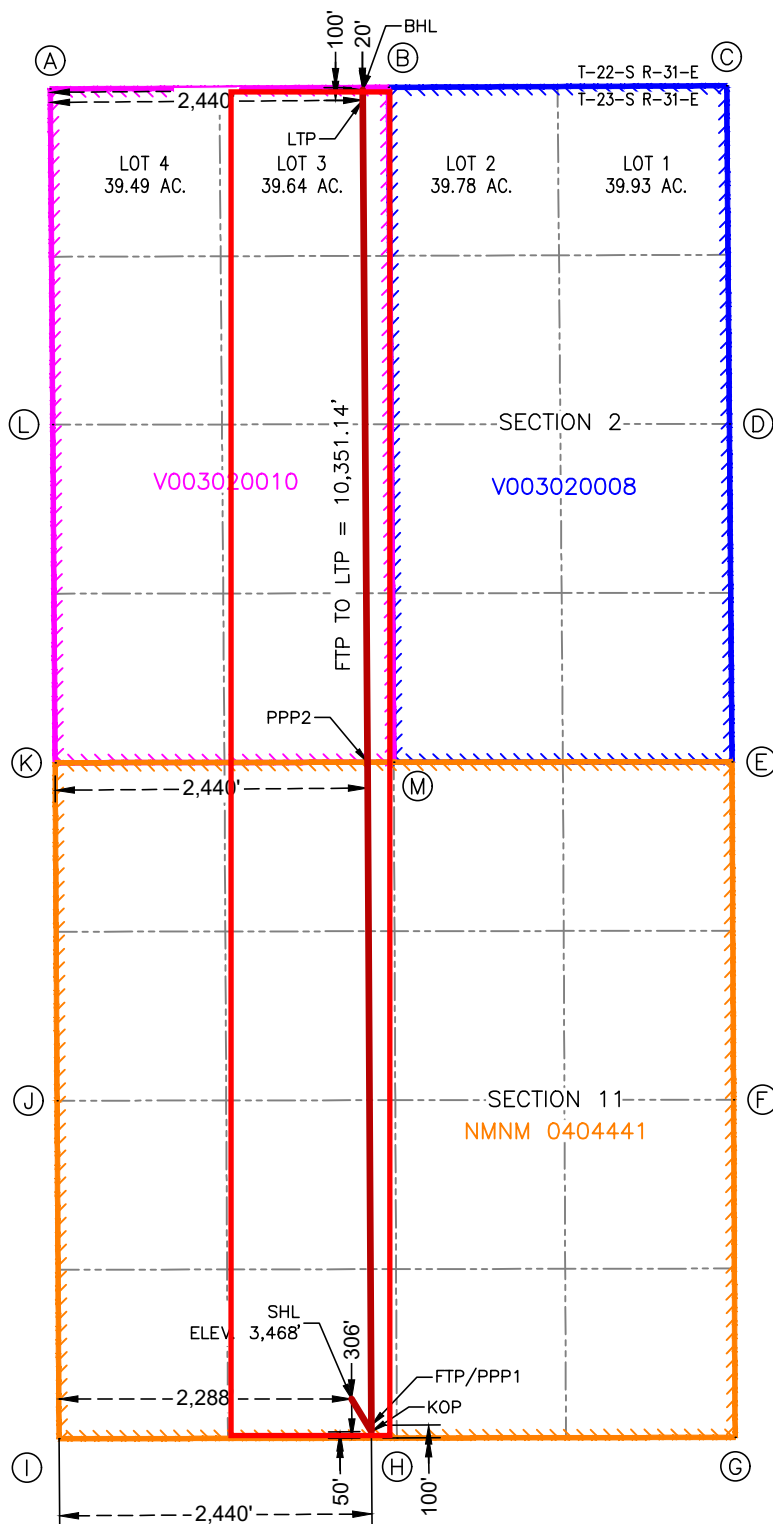 100'
20'
BHL
A
B
C
T-22-S R-31-E
T-23-S R-31-E
2,440
LTP
LOT 4
39.49 AC.
LOT 3
39.64 AC.
LOT 2
39.78 AC.
LOT 1
39.93 AC.
L
SECTION 2
D
V003020010
V003020008
FTP TO LTP = 10,351.14'
PPP2
K
E
2,440'
M
J
SECTION 11
F
NMNM 0404441
SHL
ELEV. 3,468'
306'
2,288
FTP/PPP1
KOP
I
H
G
50'
100'
2,440'